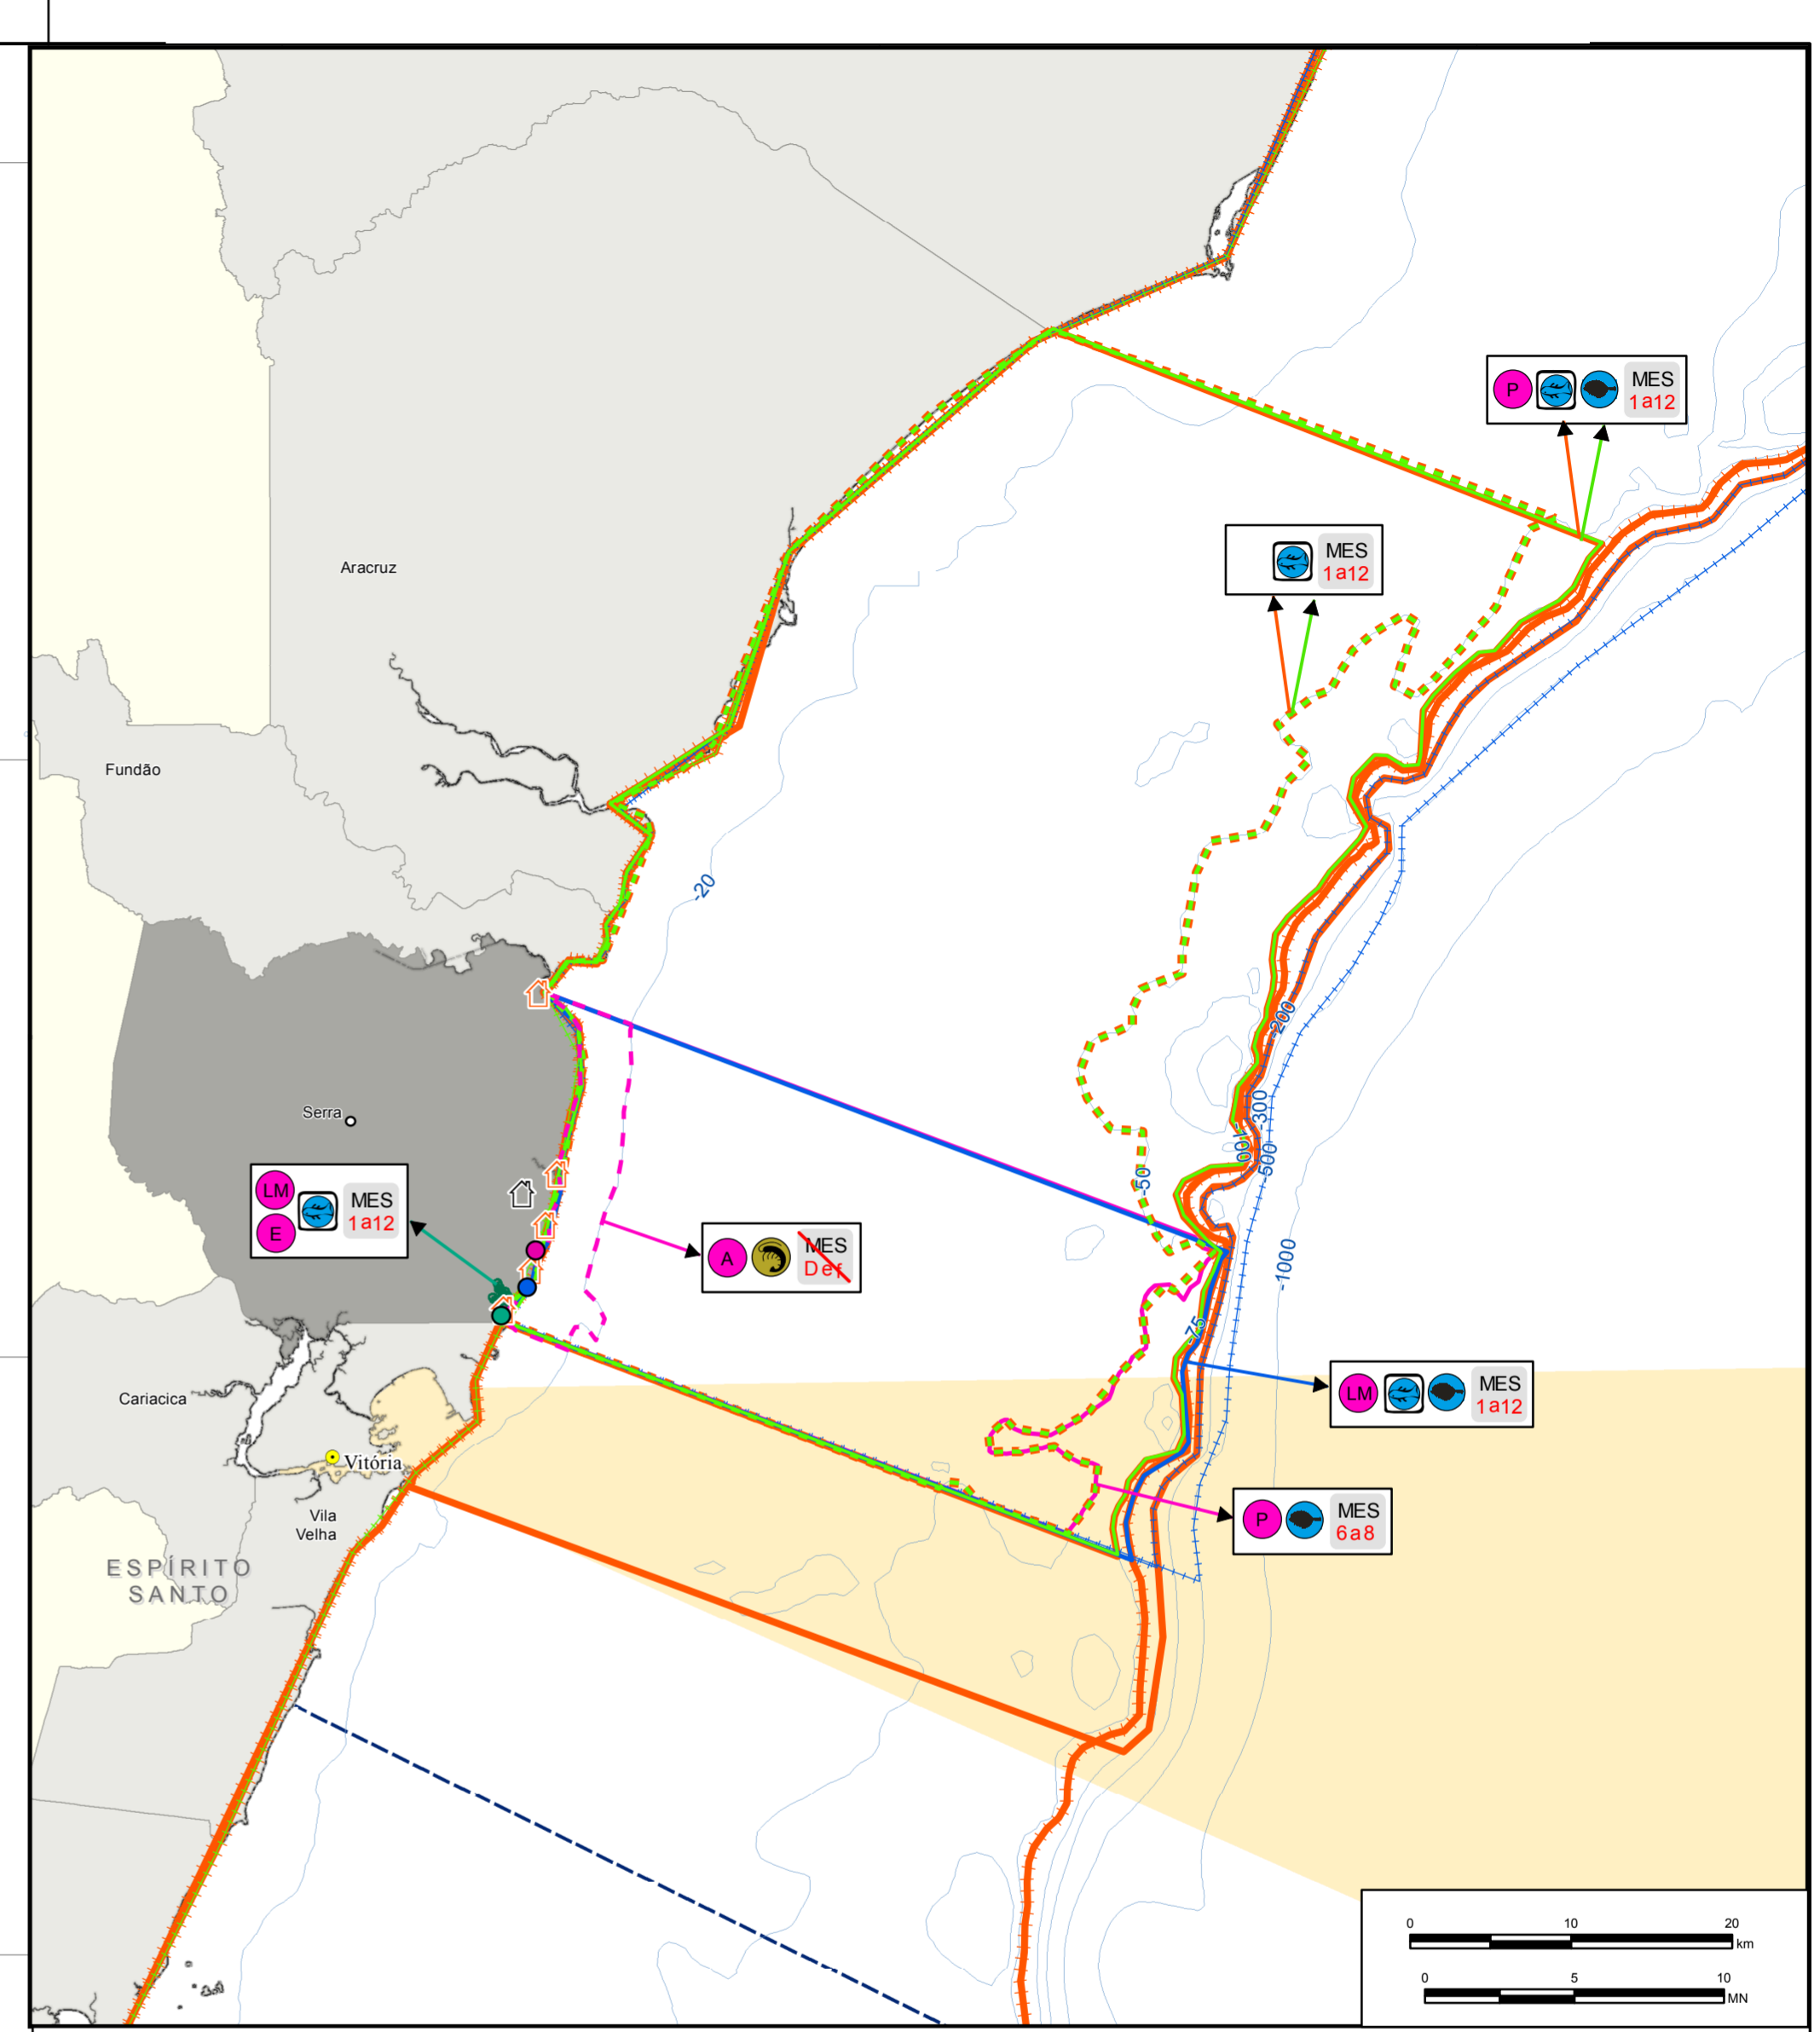 P MES
1a12
MES
1a12
Aracruz
Fundão
-20
-200
Serra
-300
-100
-500
-50
LM MES
E 1a12
A MES
Def
-1000
-75
LM MES
1a12
Cariacica
Vitória
P MES
6a8
Vila
Velha
ESPÍRITO
SANTO
0 10 20
km
0 5 10
MN